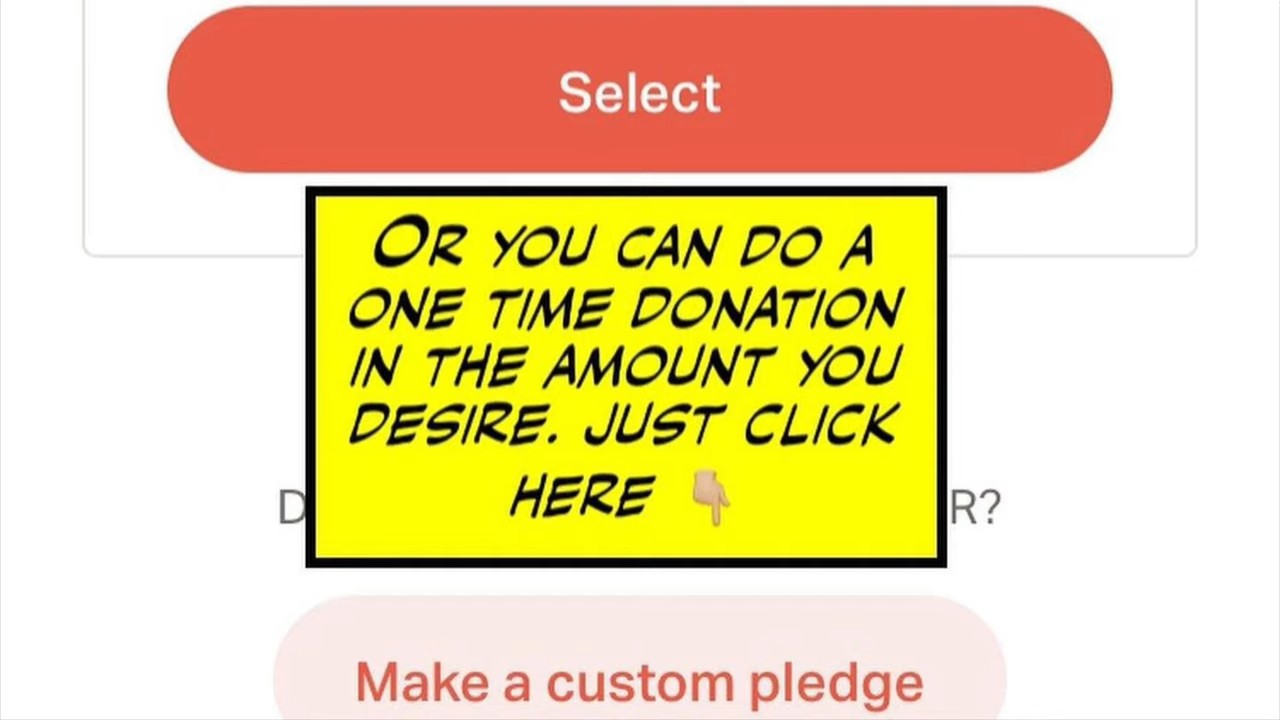 Select
OR YOU CAN DO A
ONE TIME DONATION
IN THE AMOUNT YOU
DESIRE. JUST CLICK
HERE 👇🏼
D R?
Make a custom pledge